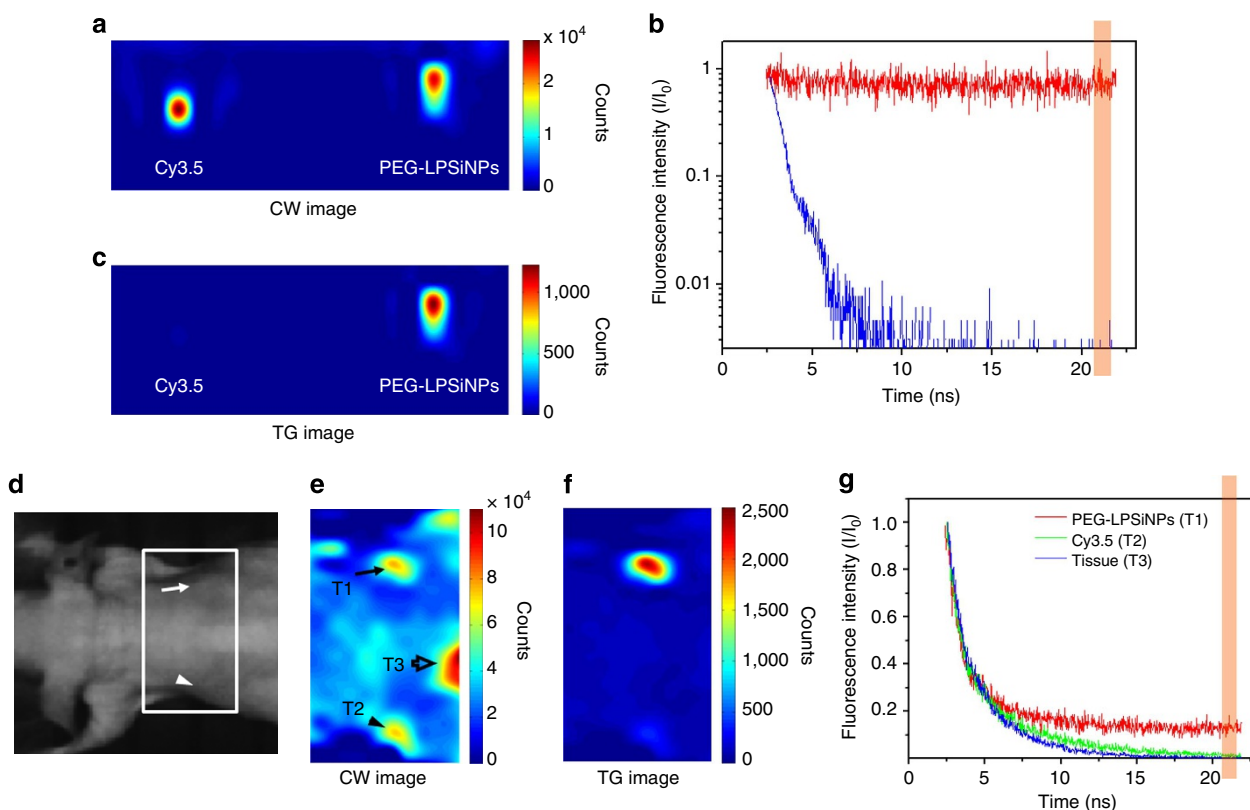 a
x 10⁴
3
2
1
0
Counts
Cy3.5
PEG-LPSiNPs
CW image
b
Fluorescence intensity (I/I₀)
1
0.1
0.01
0
5
10
15
20
Time (ns)
c
1,000
500
0
Counts
Cy3.5
PEG-LPSiNPs
TG image
d
e
× 10⁴
10
8
6
4
2
0
Counts
T1
T3
T2
CW image
f
2,500
2,000
1,500
1,000
500
0
Counts
TG image
g
Fluorescence intensity (I/I₀)
1.0
0.8
0.6
0.4
0.2
0
5
10
15
20
Time (ns)
PEG-LPSiNPs (T1)
Cy3.5 (T2)
Tissue (T3)